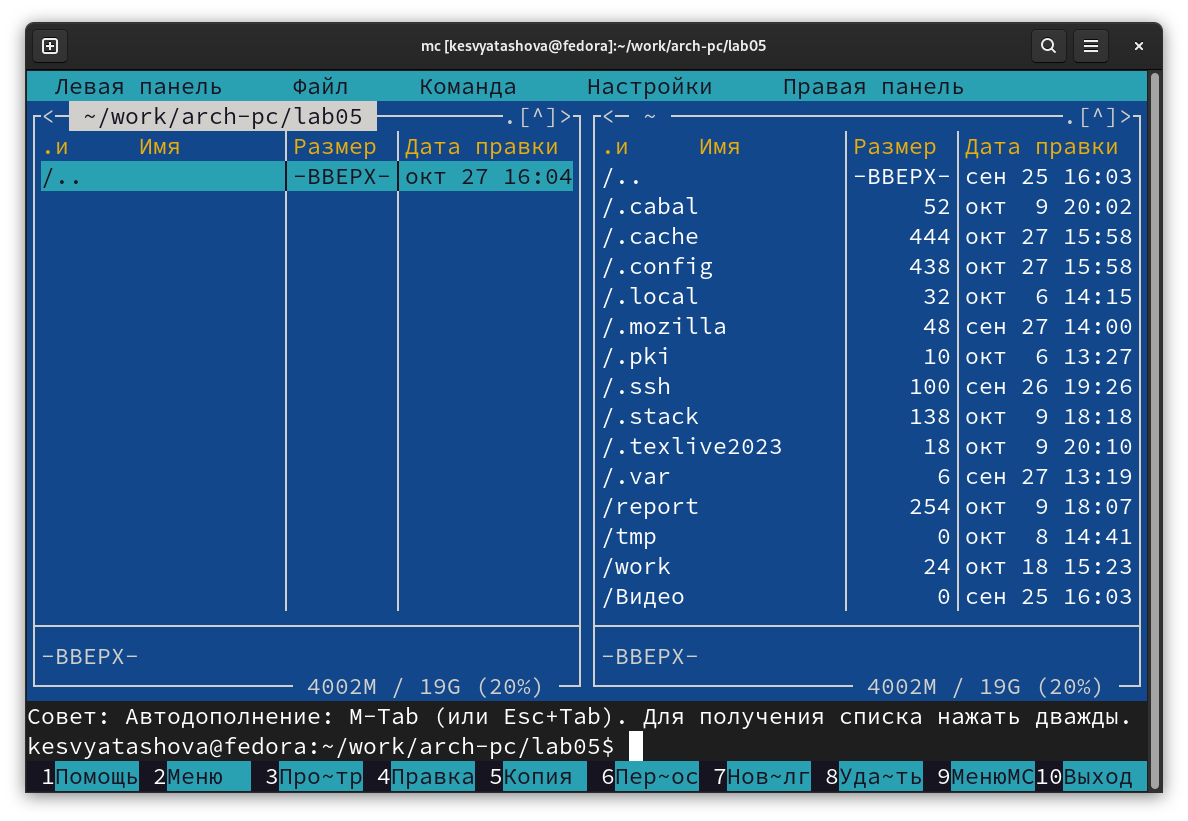 mc [kesvyatashova@fedora]:~/work/arch-pc/lab05
Левая панель Файл Команда Настройки Правая панель
<─ ~/work/arch-pc/lab05 ─.[^]> <─ ~ ─.[^]>
.и Имя Размер Дата правки .и Имя Размер Дата правки
/.. -ВВЕРХ- окт 27 16:04 /.. -ВВЕРХ- сен 25 16:03
/.cabal 52 окт 9 20:02
/.cache 444 окт 27 15:58
/.config 438 окт 27 15:58
/.local 32 окт 6 14:15
/.mozilla 48 сен 27 14:00
/.pki 10 окт 6 13:27
/.ssh 100 сен 26 19:26
/.stack 138 окт 9 18:18
/.texlive2023 18 окт 9 20:10
/.var 6 сен 27 13:19
/report 254 окт 9 18:07
/tmp 0 окт 8 14:41
/work 24 окт 18 15:23
/Видео 0 сен 25 16:03
-ВВЕРХ- -ВВЕРХ-
4002M / 19G (20%) 4002M / 19G (20%)
Совет: Автодополнение: M-Tab (или Esc+Tab). Для получения списка нажать дважды.
kesvyatashova@fedora:~/work/arch-pc/lab05$
1Помощь 2Меню 3Про~тр 4Правка 5Копия 6Пер~ос 7Нов~лг 8Уда~ть 9МенюMC 10Выход